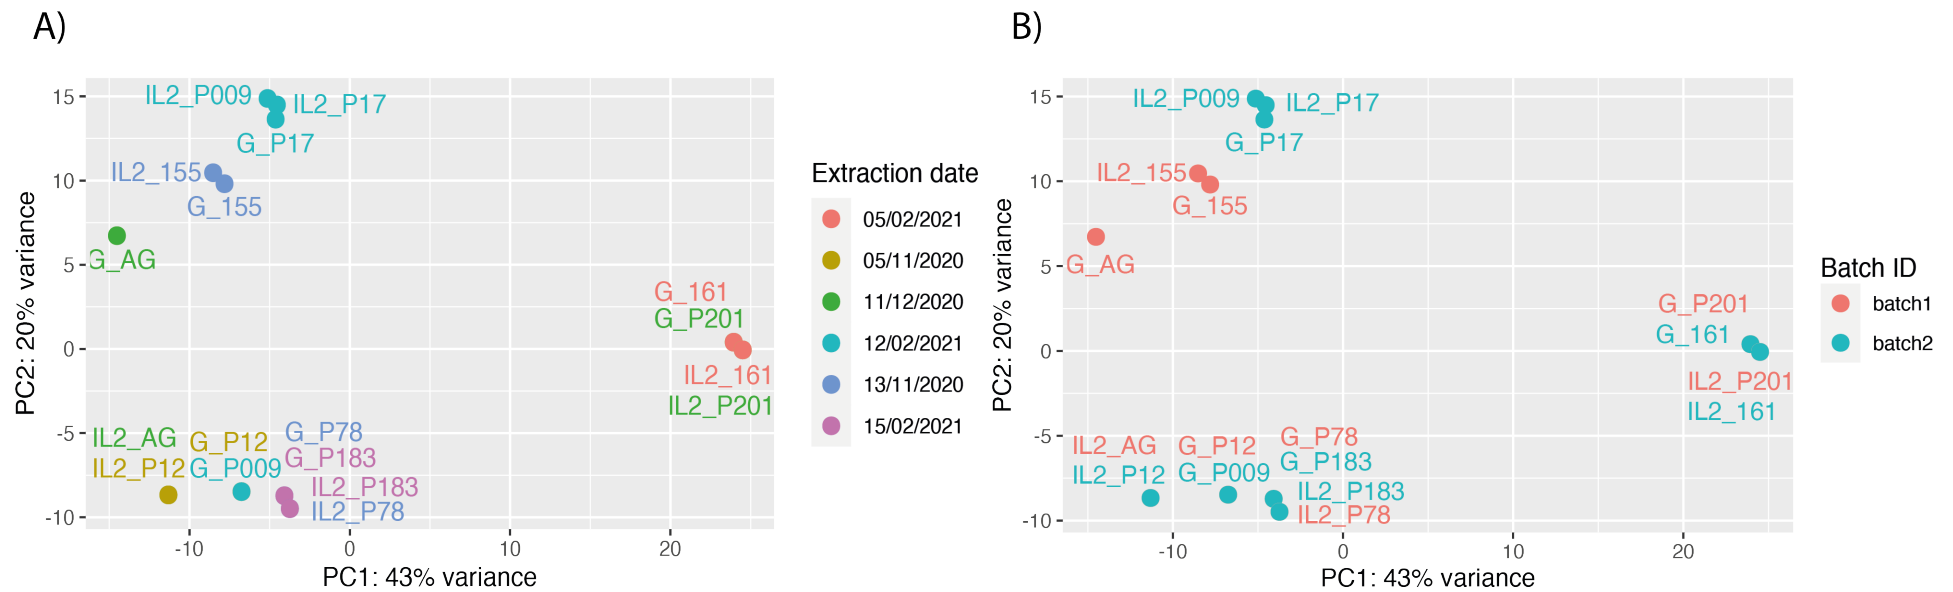 A)
15
10
5
0
-5
-10
-10
0
10
20
PC2: 20% variance
PC1: 43% variance
IL2_P009
IL2_P17
G_P17
IL2_155
G_155
G_AG
G_161
G_P201
IL2_161
IL2_P201
IL2_AG
G_P12
G_P78
IL2_P12
G_P009
G_P183
IL2_P183
IL2_P78
Extraction date
05/02/2021
05/11/2020
11/12/2020
12/02/2021
13/11/2020
15/02/2021
B)
15
10
5
0
-5
-10
-10
0
10
20
PC2: 20% variance
PC1: 43% variance
IL2_P009
IL2_P17
G_P17
IL2_155
G_155
G_AG
G_P201
G_161
IL2_P201
IL2_161
IL2_AG
G_P12
G_P78
IL2_P12
G_P009
G_P183
IL2_P183
IL2_P78
Batch ID
batch1
batch2